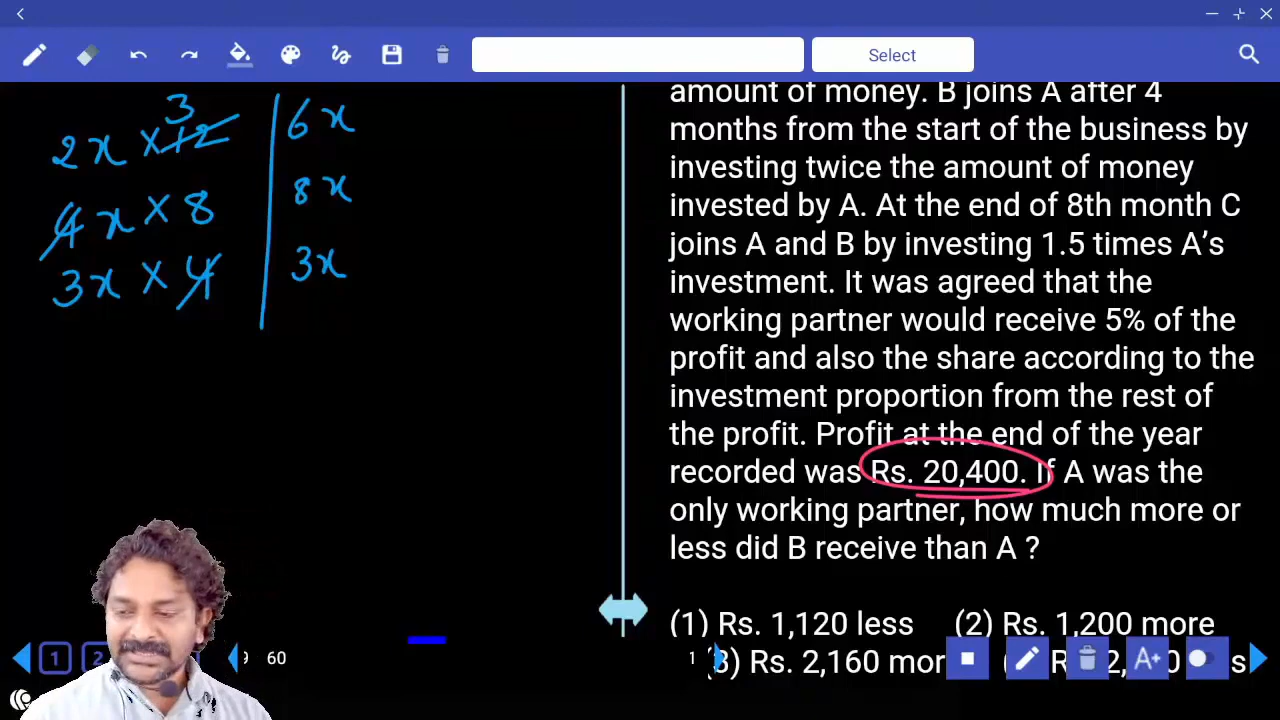 Select
2x × 12 3 | 6x
4x × 8 | 8x
3x × 4 | 3x
amount of money. B joins A after 4
months from the start of the business by
investing twice the amount of money
invested by A. At the end of 8th month C
joins A and B by investing 1.5 times A's
investment. It was agreed that the
working partner would receive 5% of the
profit and also the share according to the
investment proportion from the rest of
the profit. Profit at the end of the year
recorded was Rs. 20,400. If A was the
only working partner, how much more or
less did B receive than A ?
(1) Rs. 1,120 less (2) Rs. 1,200 more
3) Rs. 2,160
1 2 9 60 1 A+